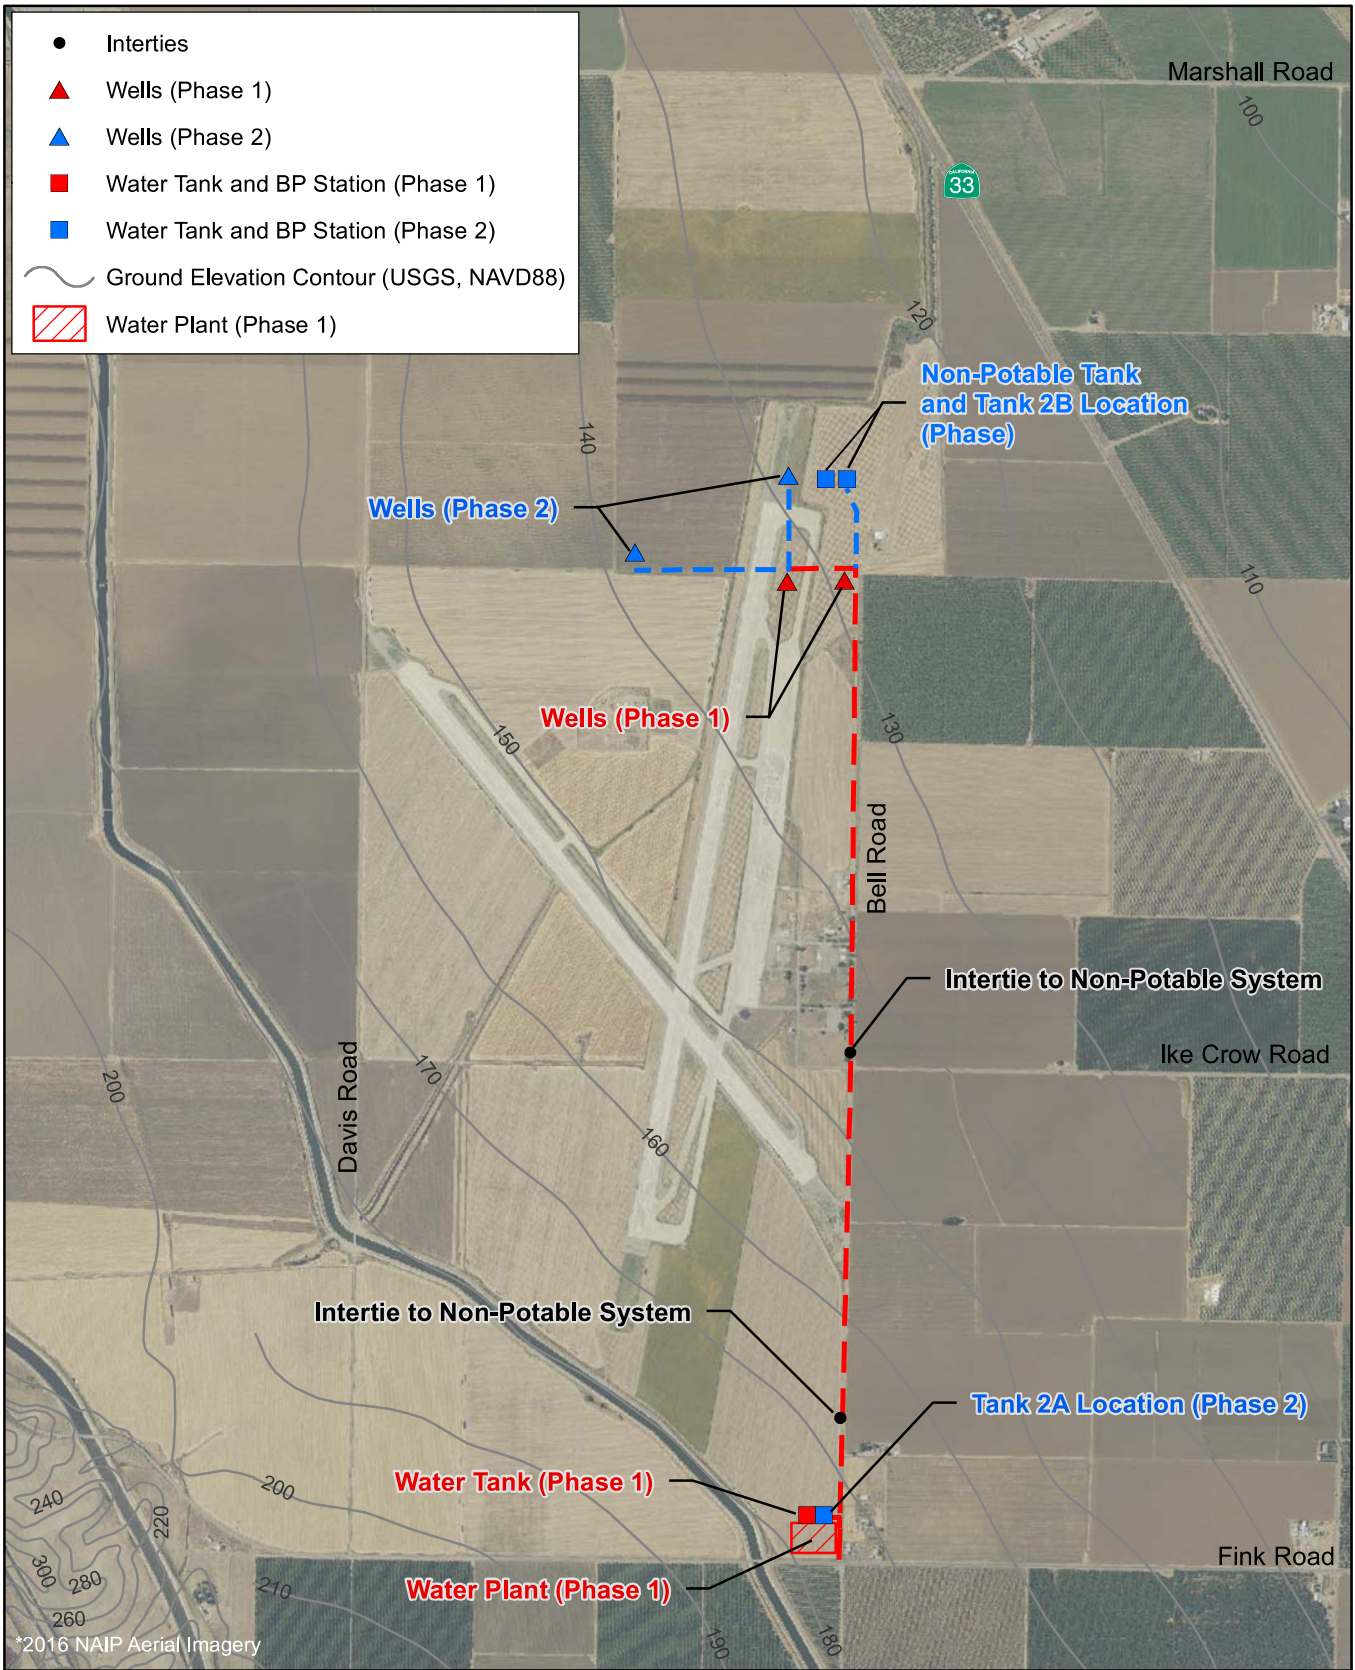 Interties
Wells (Phase 1)
Wells (Phase 2)
Water Tank and BP Station (Phase 1)
Water Tank and BP Station (Phase 2)
Ground Elevation Contour (USGS, NAVD88)
Water Plant (Phase 1)
Marshall Road
100
CALIFORNIA
33
120
Non-Potable Tank
and Tank 2B Location
(Phase)
140
Wells (Phase 2)
110
Wells (Phase 1)
130
150
Bell Road
Intertie to Non-Potable System
Ike Crow Road
170
200
Davis Road
160
Intertie to Non-Potable System
Tank 2A Location (Phase 2)
Water Tank (Phase 1)
200
240
220
Fink Road
300
280
210
Water Plant (Phase 1)
260
190
180
*2016 NAIP Aerial Imagery